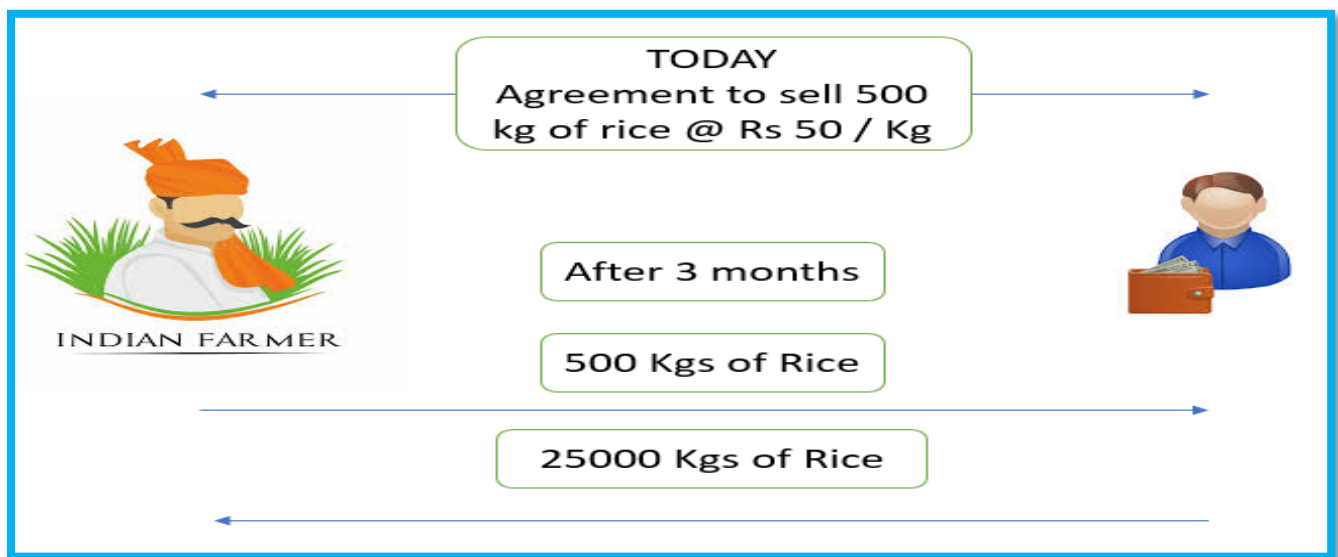 TODAY
Agreement to sell 500
kg of rice @ Rs 50 / Kg
After 3 months
INDIAN FARMER
500 Kgs of Rice
25000 Kgs of Rice